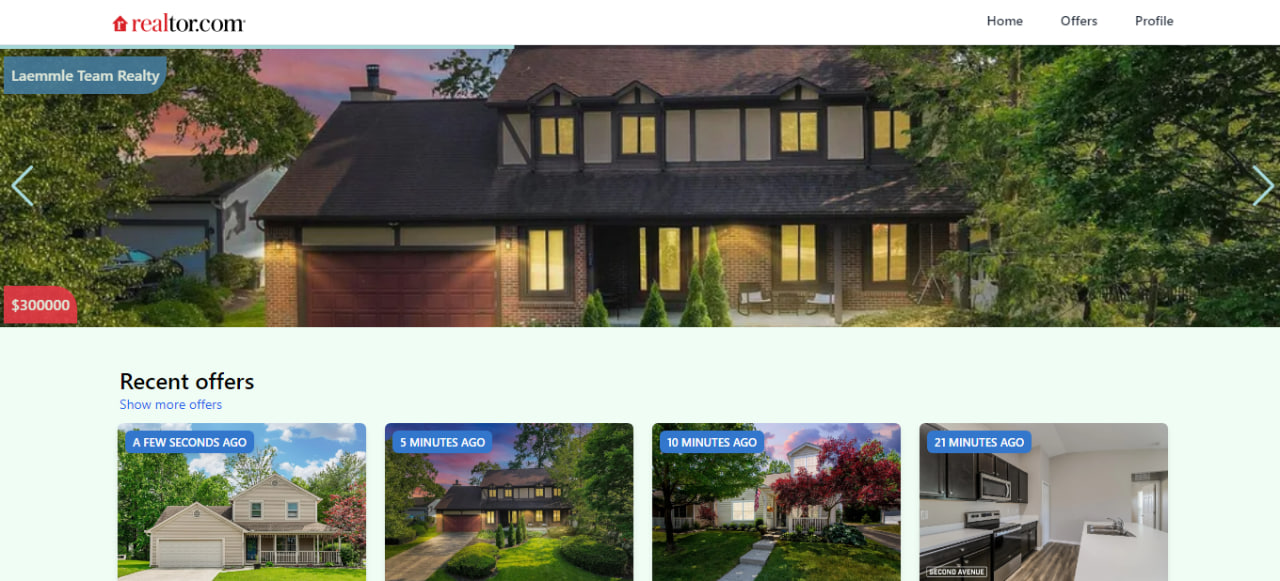 realtor.com
Home
Offers
Profile
Laemmle Team Realty
$300000
Recent offers
Show more offers
A FEW SECONDS AGO
5 MINUTES AGO
10 MINUTES AGO
21 MINUTES AGO
SECOND AVENUE